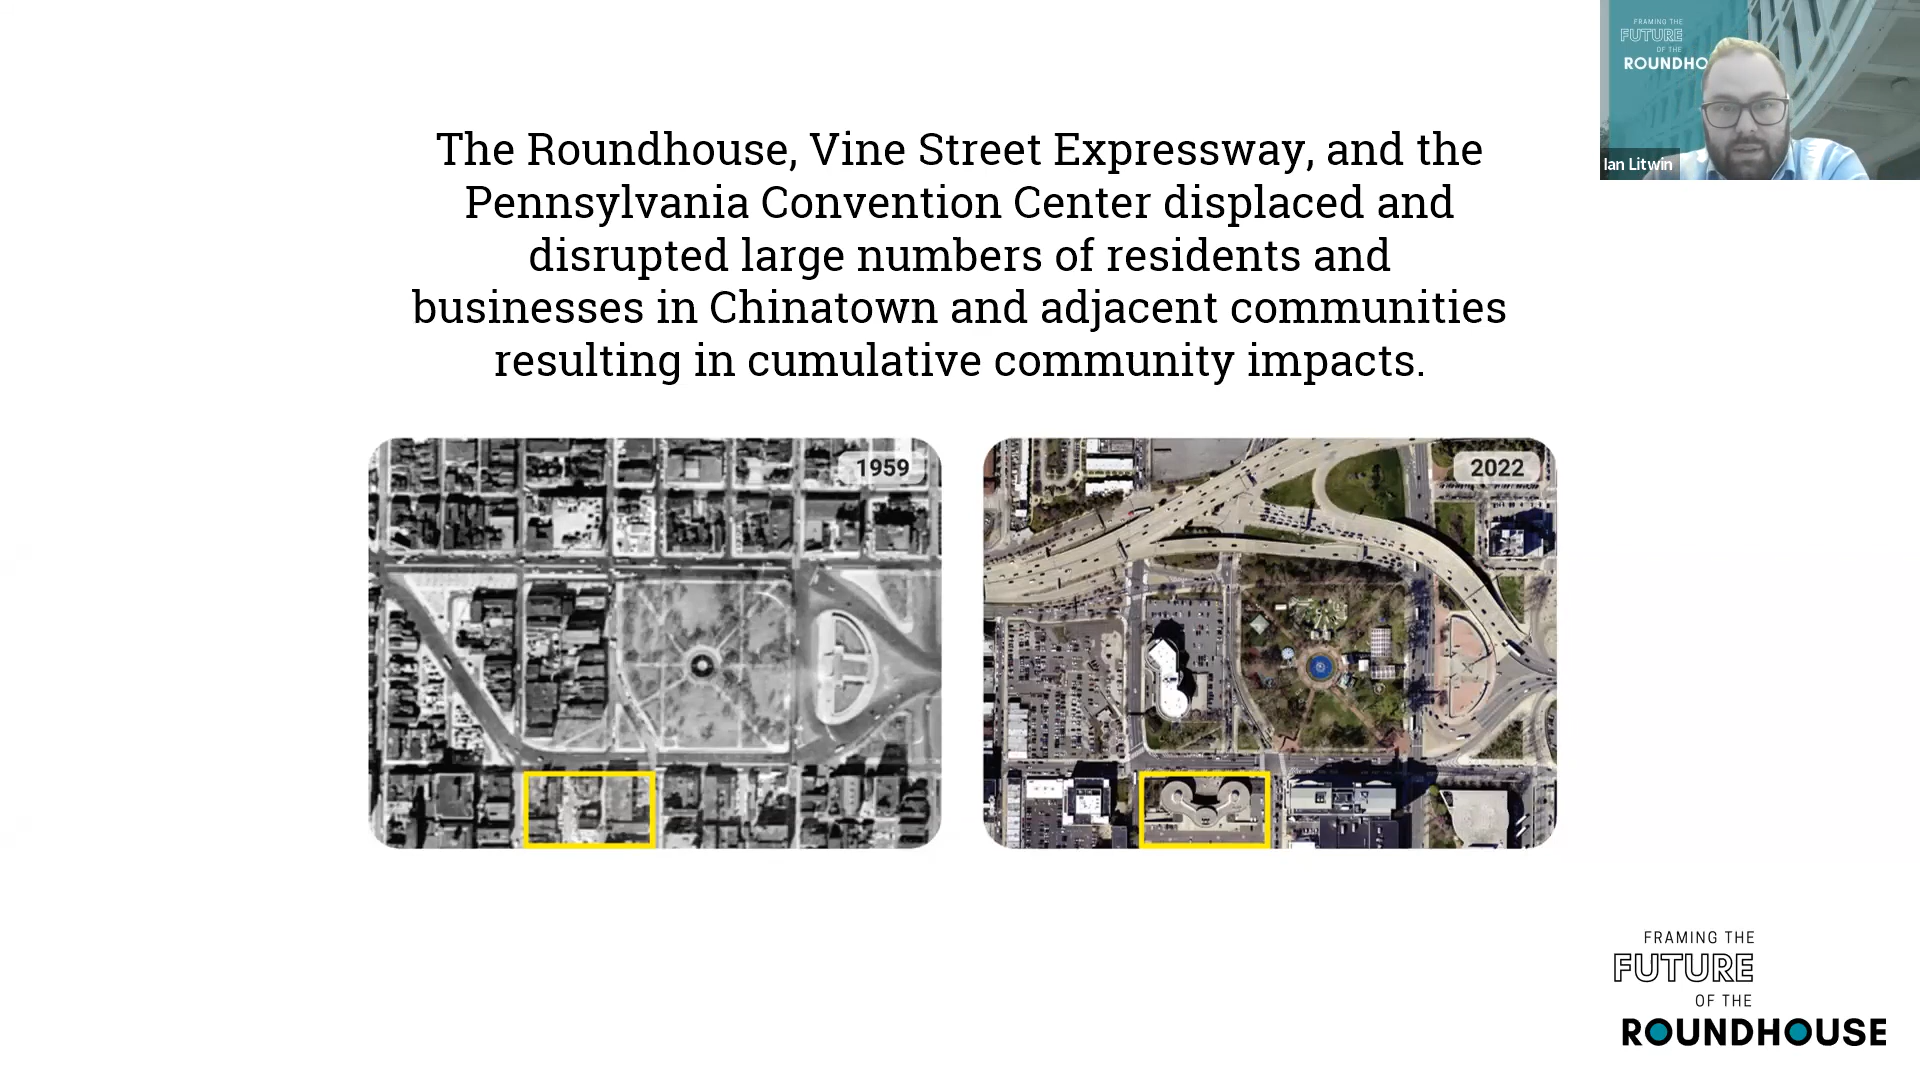 The Roundhouse, Vine Street Expressway, and the
Pennsylvania Convention Center displaced and
disrupted large numbers of residents and
businesses in Chinatown and adjacent communities
resulting in cumulative community impacts.
FRAMING THE
FUTURE
OF THE
ROUNDHO
Ian Litwin
1959
2022
FRAMING THE
FUTURE
OF THE
ROUNDHOUSE